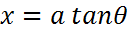 x = a tanθ